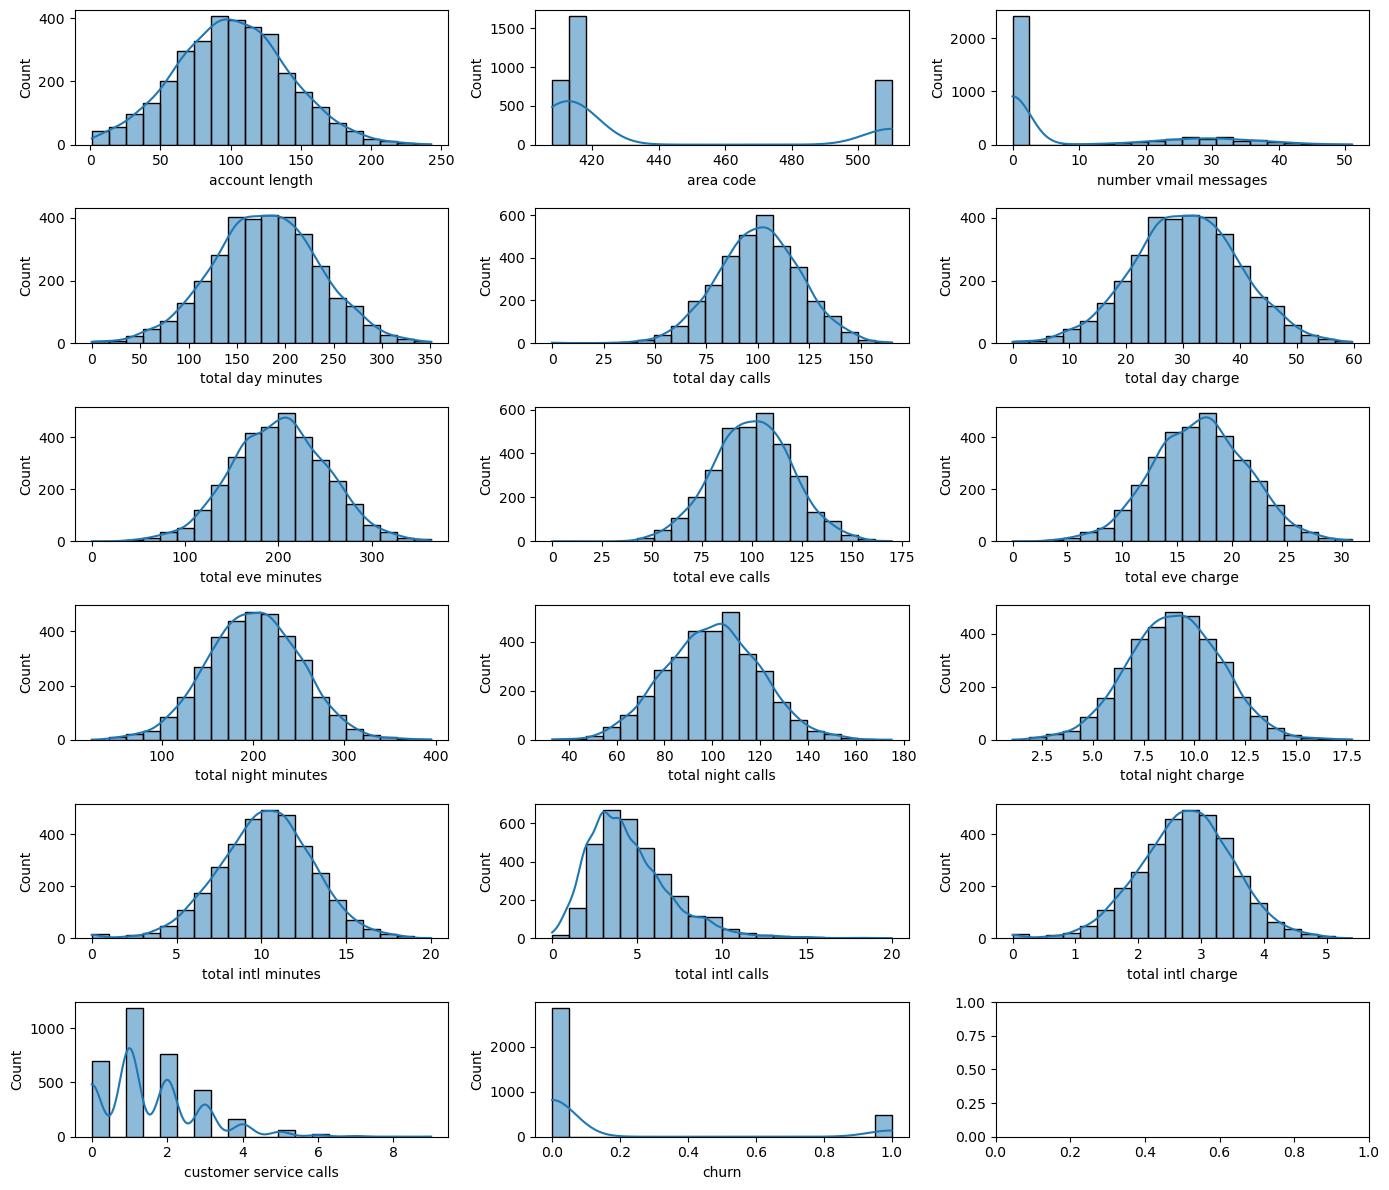 400
200
0
Count
0 50 100 150 200 250
account length
1500
1000
500
0
Count
420 440 460 480 500
area code
2000
1000
0
Count
0 10 20 30 40 50
number vmail messages
400
200
0
Count
0 50 100 150 200 250 300 350
total day minutes
600
400
200
0
Count
0 25 50 75 100 125 150
total day calls
400
200
0
Count
0 10 20 30 40 50 60
total day charge
400
200
0
Count
0 100 200 300
total eve minutes
600
400
200
0
Count
0 25 50 75 100 125 150 175
total eve calls
400
200
0
Count
0 5 10 15 20 25 30
total eve charge
400
200
0
Count
100 200 300 400
total night minutes
400
200
0
Count
40 60 80 100 120 140 160 180
total night calls
400
200
0
Count
2.5 5.0 7.5 10.0 12.5 15.0 17.5
total night charge
400
200
0
Count
0 5 10 15 20
total intl minutes
600
400
200
0
Count
0 5 10 15 20
total intl calls
400
200
0
Count
0 1 2 3 4 5
total intl charge
1000
500
0
Count
0 2 4 6 8
customer service calls
2000
1000
0
Count
0.0 0.2 0.4 0.6 0.8 1.0
churn
1.00
0.75
0.50
0.25
0.00
0.0 0.2 0.4 0.6 0.8 1.0